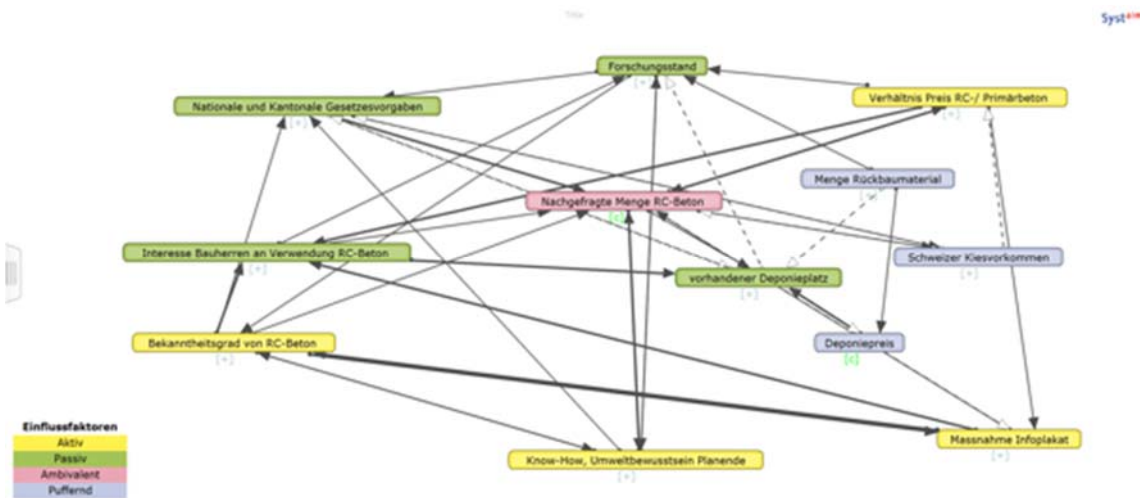 Title
Syst
Forschungsstand
[+]
Nationale und Kantonale Gesetzesvorgaben
[+]
Verhältnis Preis RC-/ Primärbeton
[+]
Menge Rückbaumaterial
[+]
Nachgefragte Menge RC-Beton
[c]
Interesse Bauherren an Verwendung RC-Beton
[+]
Schweizer Kiesvorkommen
[+]
vorhandener Deponieplatz
[+]
Bekanntheitsgrad von RC-Beton
[+]
Deponiepreis
[c]
Massnahme Infoplakat
[+]
Know-How, Umweltbewusstsein Planende
[+]
Einflussfaktoren
Aktiv
Passiv
Ambivalent
Puffernd